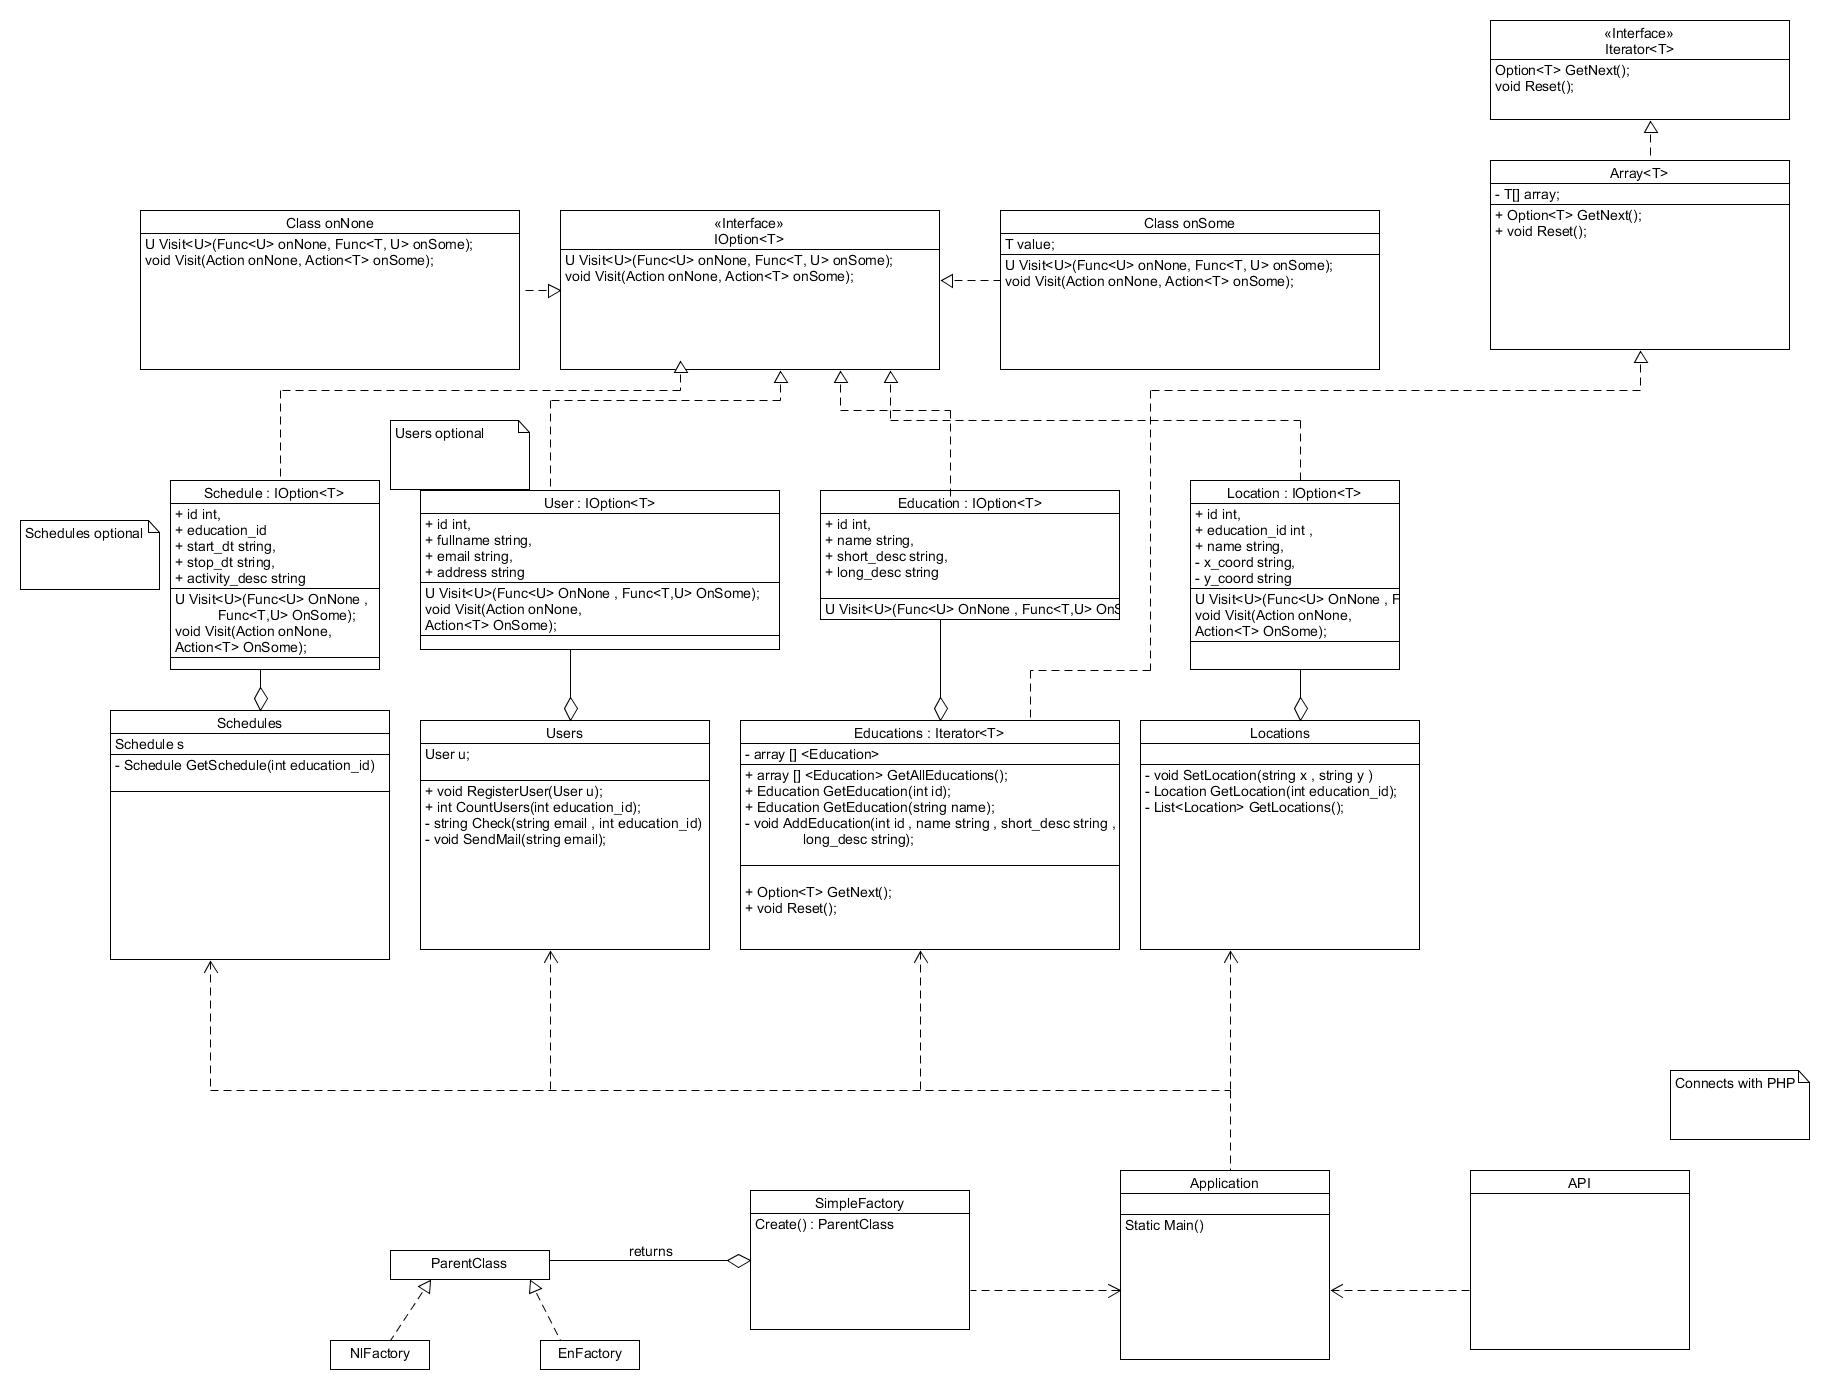 «Interface»
Iterator<T>
Option<T> GetNext();
void Reset();
Array<T>
- T[] array;
+ Option<T> GetNext();
+ void Reset();
Class onNone
U Visit<U>(Func<U> onNone, Func<T, U> onSome);
void Visit(Action onNone, Action<T> onSome);
«Interface»
IOption<T>
U Visit<U>(Func<U> onNone, Func<T, U> onSome);
void Visit(Action onNone, Action<T> onSome);
Class onSome
T value;
U Visit<U>(Func<U> onNone, Func<T, U> onSome);
void Visit(Action onNone, Action<T> onSome);
Users optional
Schedules optional
Schedule : IOption<T>
+ id int,
+ education_id
+ start_dt string,
+ stop_dt string,
+ activity_desc string
U Visit<U>(Func<U> OnNone ,
Func<T,U> OnSome);
void Visit(Action onNone,
Action<T> OnSome);
User : IOption<T>
+ id int,
+ fullname string,
+ email string,
+ address string
U Visit<U>(Func<U> OnNone , Func<T,U> OnSome);
void Visit(Action onNone,
Action<T> OnSome);
Education : IOption<T>
+ id int,
+ name string,
+ short_desc string,
+ long_desc string
U Visit<U>(Func<U> OnNone , Func<T,U> OnS
Location : IOption<T>
+ id int,
+ education_id int ,
+ name string,
- x_coord string,
- y_coord string
U Visit<U>(Func<U> OnNone , F
void Visit(Action onNone,
Action<T> OnSome);
Schedules
Schedule s
- Schedule GetSchedule(int education_id)
Users
User u;
+ void RegisterUser(User u);
+ int CountUsers(int education_id);
- string Check(string email , int education_id)
- void SendMail(string email);
Educations : Iterator<T>
- array [] <Education>
+ array [] <Education> GetAllEducations();
+ Education GetEducation(int id);
+ Education GetEducation(string name);
- void AddEducation(int id , name string , short_desc string ,
long_desc string);
+ Option<T> GetNext();
+ void Reset();
Locations
- void SetLocation(string x , string y )
- Location GetLocation(int education_id);
- List<Location> GetLocations();
Connects with PHP
Application
Static Main()
API
SimpleFactory
Create() : ParentClass
returns
ParentClass
NlFactory
EnFactory